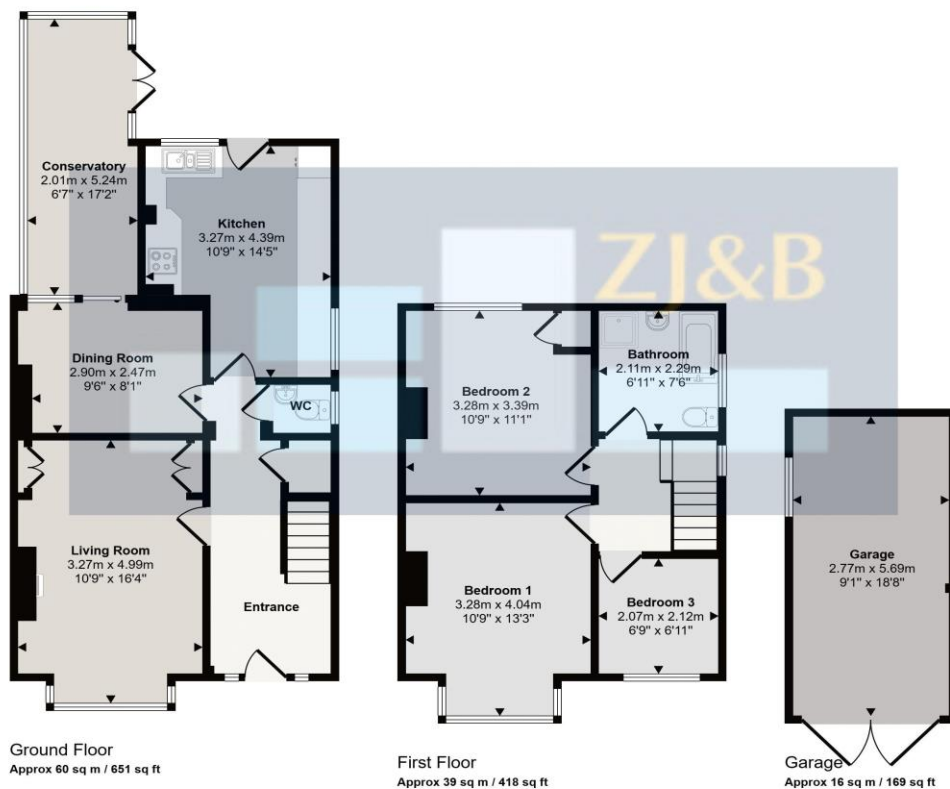 Conservatory
2.01m x 5.24m
6'7" x 17'2"
Kitchen
3.27m x 4.39m
10'9" x 14'5"
ZJ&B
Dining Room
2.90m x 2.47m
9'6" x 8'1"
WC
Living Room
3.27m x 4.99m
10'9" x 16'4"
Entrance
Ground Floor
Approx 60 sq m / 651 sq ft
Bedroom 2
3.28m x 3.39m
10'9" x 11'1"
Bathroom
2.11m x 2.29m
6'11" x 7'6"
Bedroom 1
3.28m x 4.04m
10'9" x 13'3"
Bedroom 3
2.07m x 2.12m
6'9" x 6'11"
First Floor
Approx 39 sq m / 418 sq ft
Garage
2.77m x 5.69m
9'1" x 18'8"
Garage
Approx 16 sq m / 169 sq ft